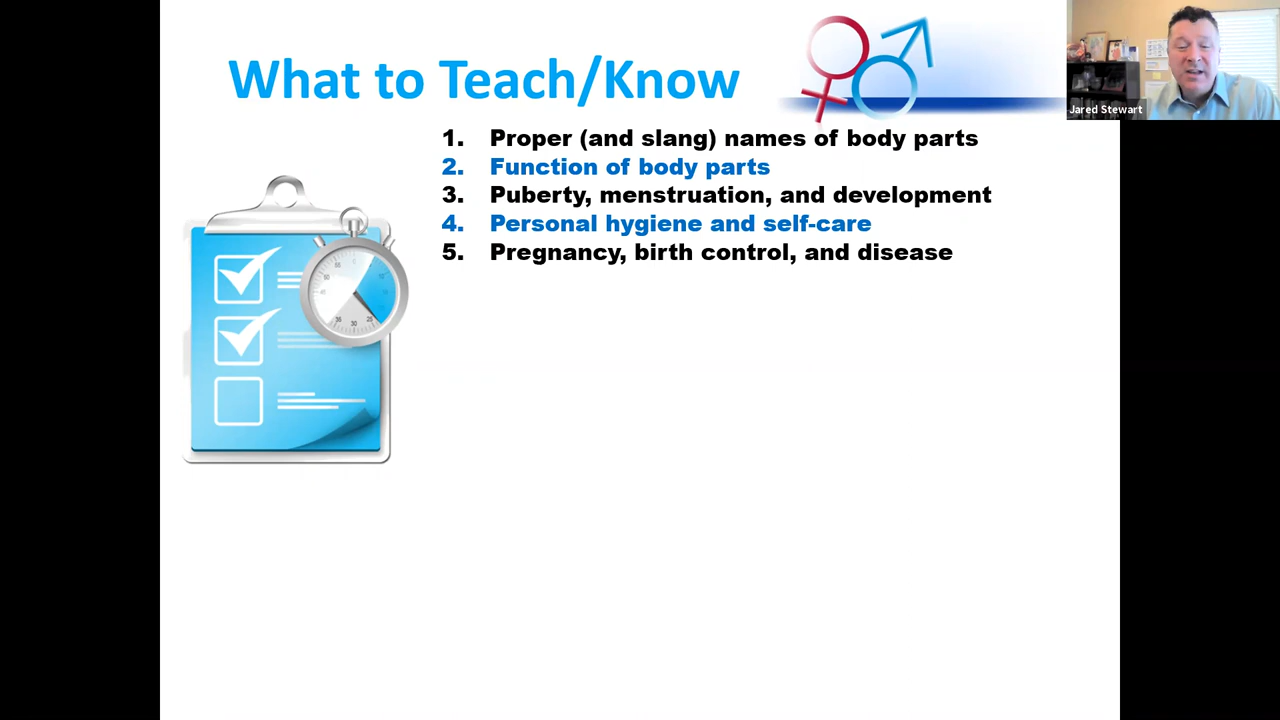 What to Teach/Know
Jared Stewart
1. Proper (and slang) names of body parts
2. Function of body parts
3. Puberty, menstruation, and development
4. Personal hygiene and self-care
5. Pregnancy, birth control, and disease